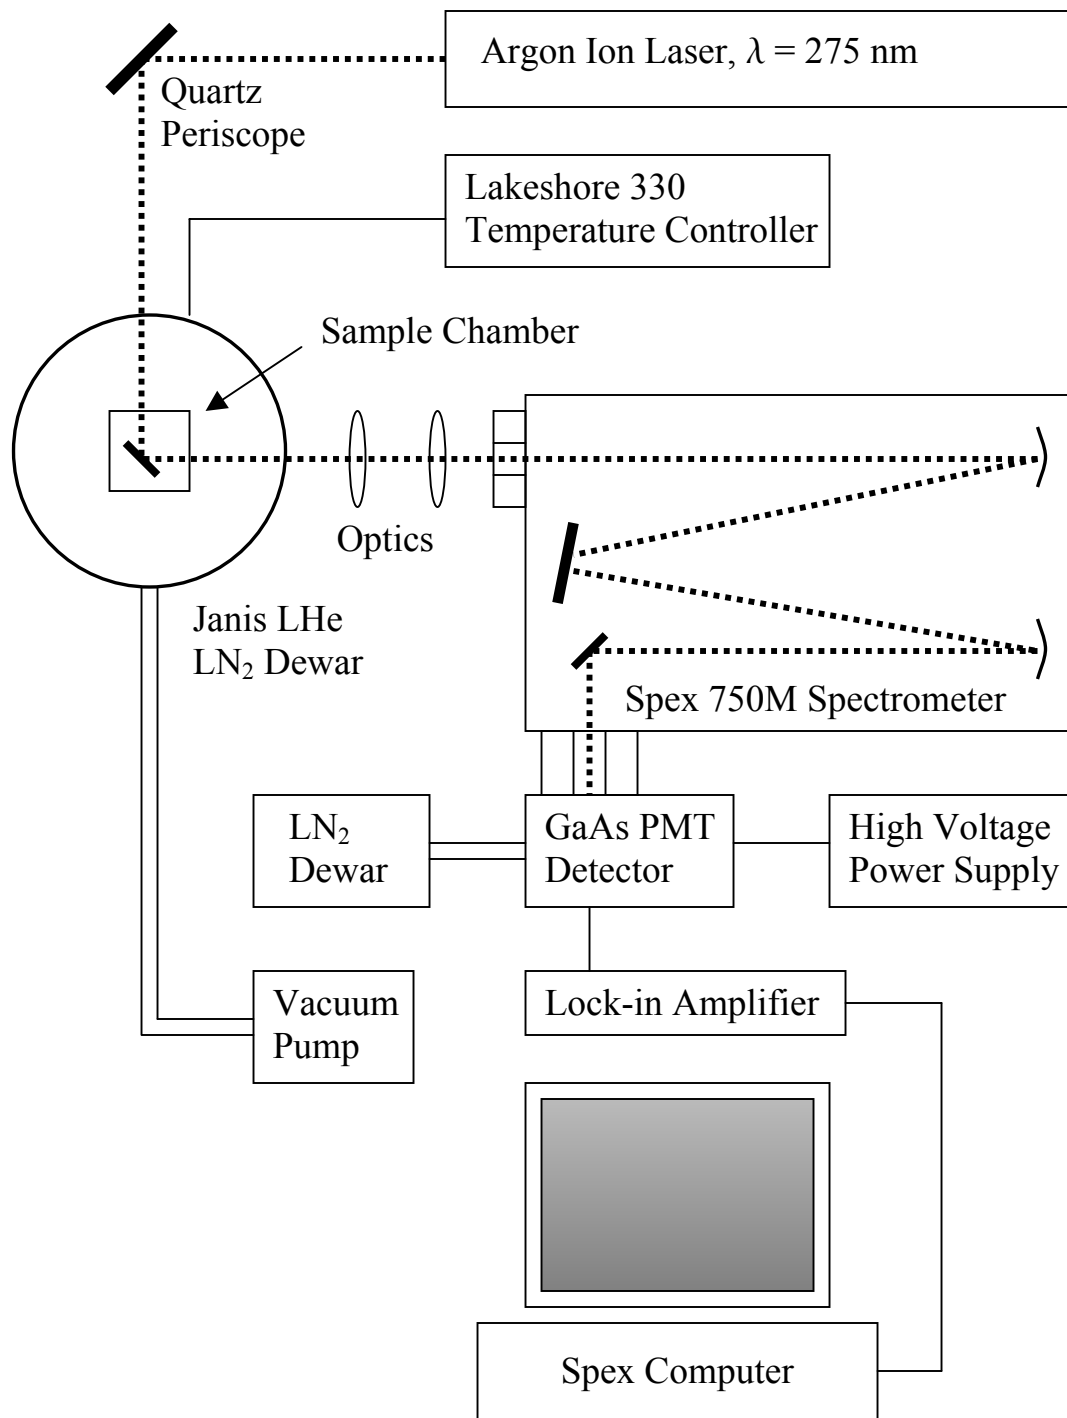 Argon Ion Laser, λ = 275 nm
Quartz
Periscope
Lakeshore 330
Temperature Controller
Sample Chamber
Optics
Janis LHe
LN₂ Dewar
Spex 750M Spectrometer
LN₂
Dewar
GaAs PMT
Detector
High Voltage
Power Supply
Vacuum
Pump
Lock-in Amplifier
Spex Computer